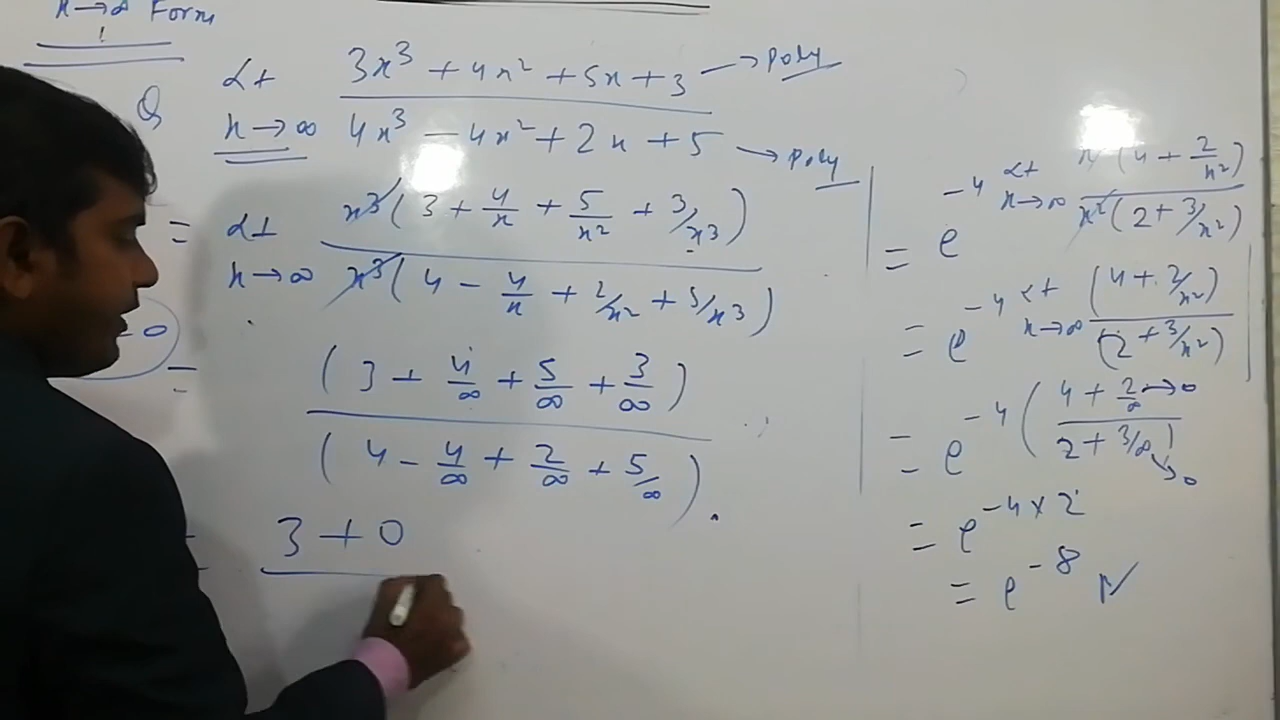 x→∞ Form
Q Lt x→∞ (3x³ + 4x² + 5x + 3)/(4x³ − 4x² + 2x + 5) → poly → poly
= Lt x→∞ x³(3 + 4/x + 5/x² + 3/x³)/x³(4 − 4/x + 2/x² + 5/x³)
= (3 + 4/∞ + 5/∞ + 3/∞)/(4 − 4/∞ + 2/∞ + 5/∞).
= 3 + 0
= e^(−4 Lt x→∞ (4 + 2/x²)/x²(2 + 3/x²))
= e^(−4 Lt x→∞ (4 + 2/x²)/(2 + 3/x²))
= e^(−4((4 + 2/∞→0)/(2 + 3/∞→0)))
= e^(−4×2)
= e^(−8)